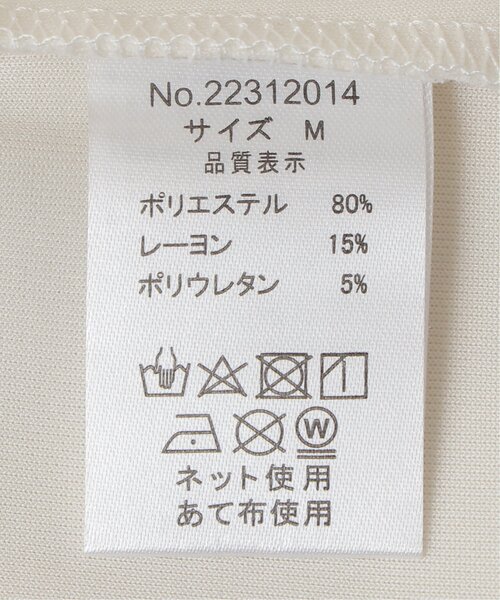 No.22312014
サイズ M
品質表示
ポリエステル 80%
レーヨン 15%
ポリウレタン 5%
W
ネット使用
あて布使用